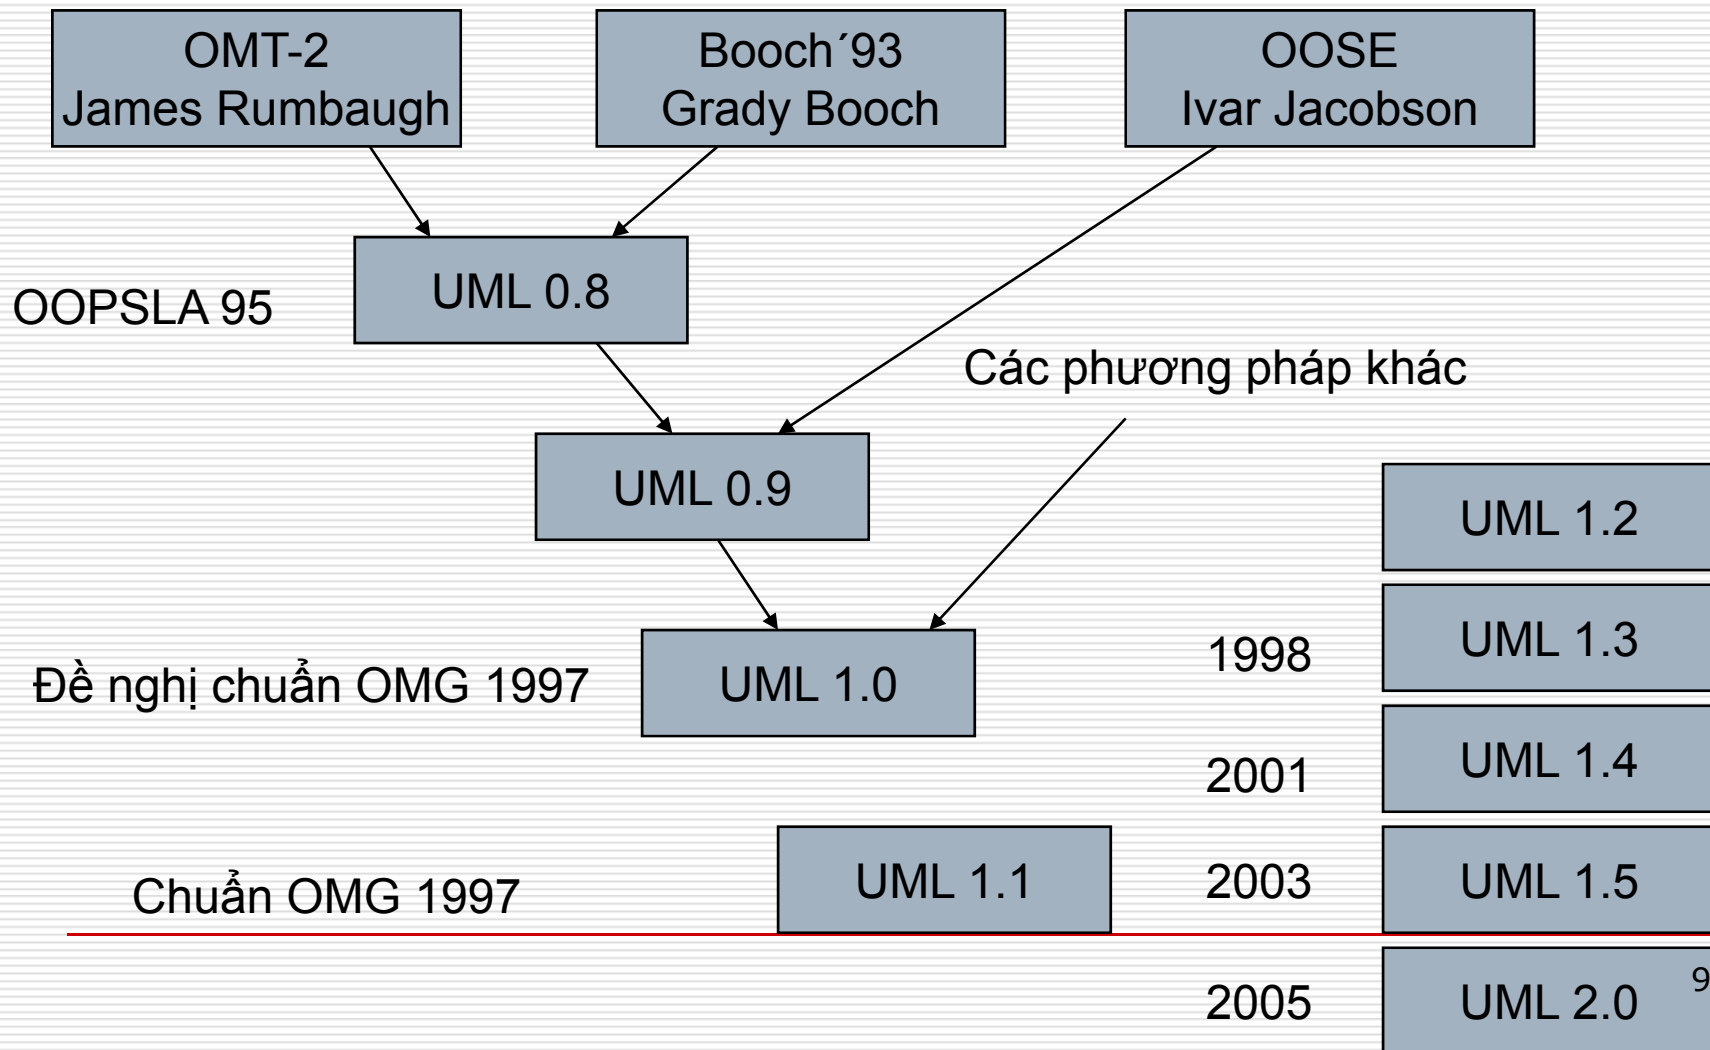 OMT-2
James Rumbaugh
Booch´93
Grady Booch
OOSE
Ivar Jacobson
OOPSLA 95
UML 0.8
Các phương pháp khác
UML 0.9
UML 1.2
Đề nghị chuẩn OMG 1997
UML 1.0
1998
UML 1.3
2001
UML 1.4
Chuẩn OMG 1997
UML 1.1
2003
UML 1.5
2005
UML 2.0
9